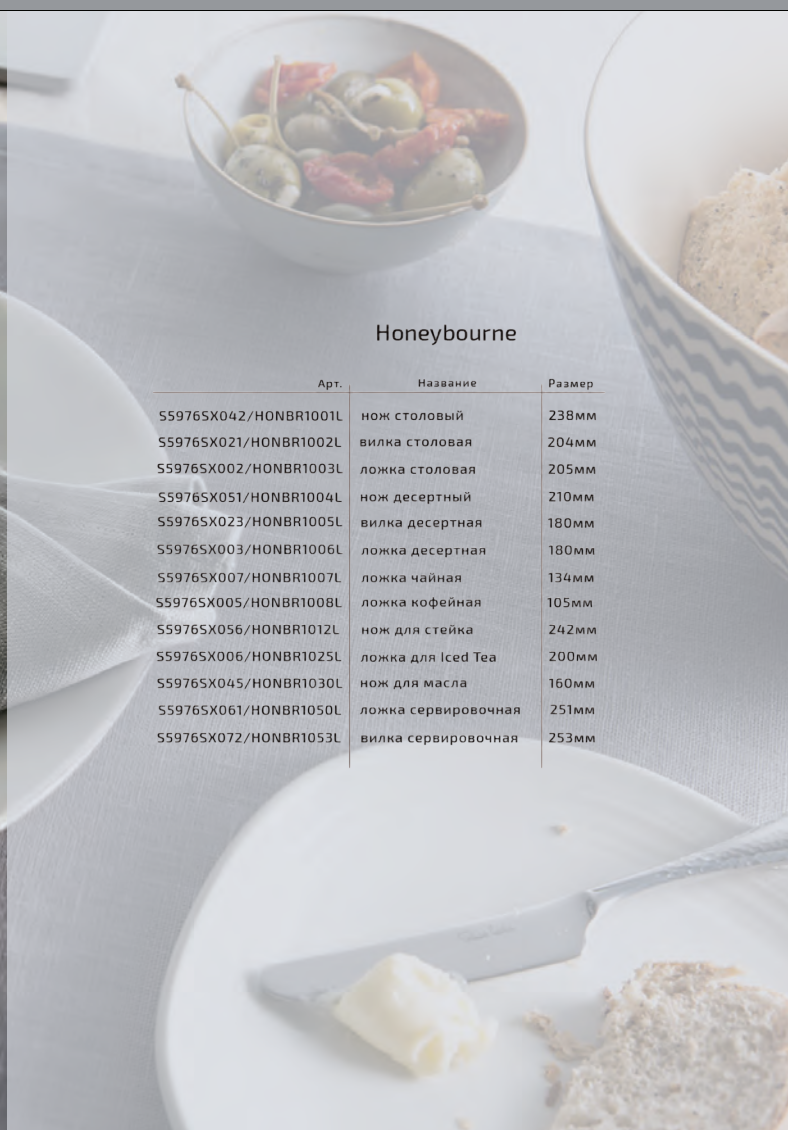 Honeybourne
Арт. Название Размер
S5976SX042/HONBR1001L нож столовый 238мм
S5976SX021/HONBR1002L вилка столовая 204мм
S5976SX002/HONBR1003L ложка столовая 205мм
S5976SX051/HONBR1004L нож десертный 210мм
S5976SX023/HONBR1005L вилка десертная 180мм
S5976SX003/HONBR1006L ложка десертная 180мм
S5976SX007/HONBR1007L ложка чайная 134мм
S5976SX005/HONBR1008L ложка кофейная 105мм
S5976SX056/HONBR1012L нож для стейка 242мм
S5976SX006/HONBR1025L ложка для Iced Tea 200мм
S5976SX045/HONBR1030L нож для масла 160мм
S5976SX061/HONBR1050L ложка сервировочная 251мм
S5976SX072/HONBR1053L вилка сервировочная 253мм